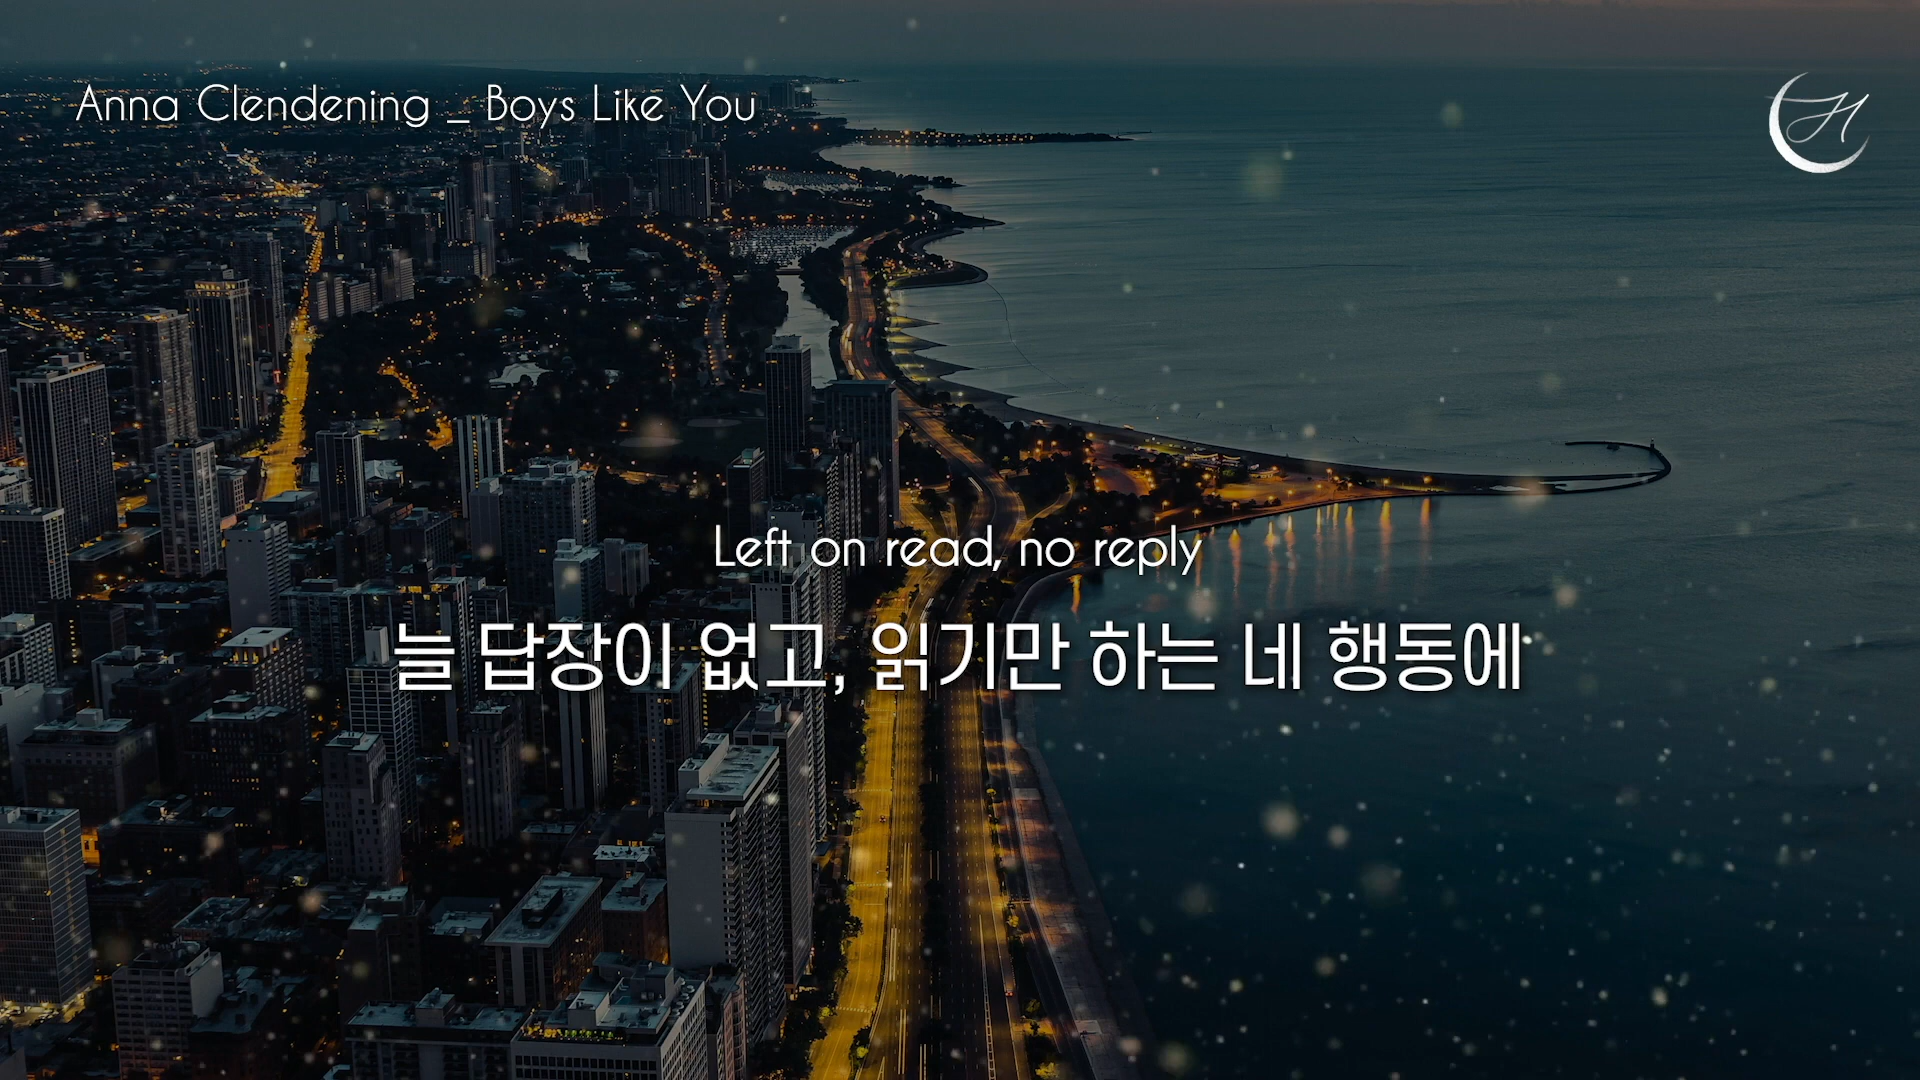 Anna Clendening _ Boys Like You
Left on read, no reply
늘 답장이 없고, 읽기만 하는 네 행동에